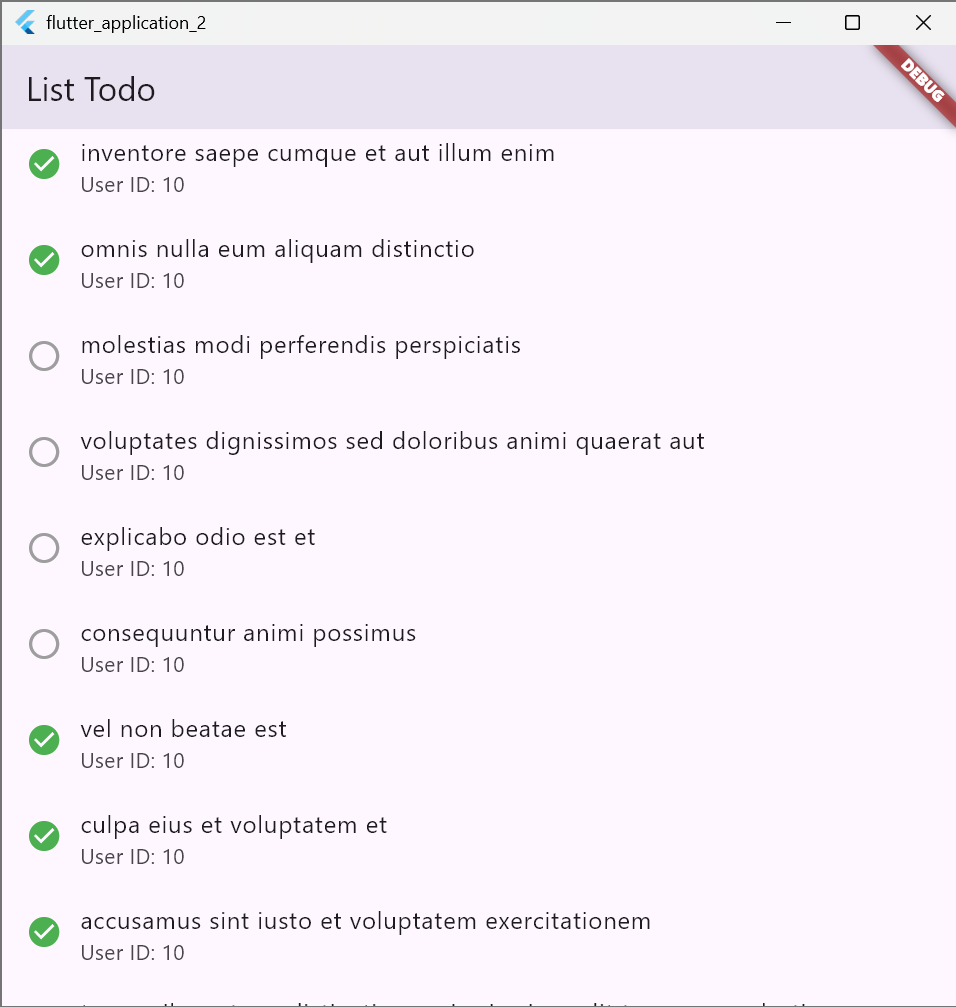 flutter_application_2
List Todo
DEBUG
inventore saepe cumque et aut illum enim
User ID: 10
omnis nulla eum aliquam distinctio
User ID: 10
molestias modi perferendis perspiciatis
User ID: 10
voluptates dignissimos sed doloribus animi quaerat aut
User ID: 10
explicabo odio est et
User ID: 10
consequuntur animi possimus
User ID: 10
vel non beatae est
User ID: 10
culpa eius et voluptatem et
User ID: 10
accusamus sint iusto et voluptatem exercitationem
User ID: 10